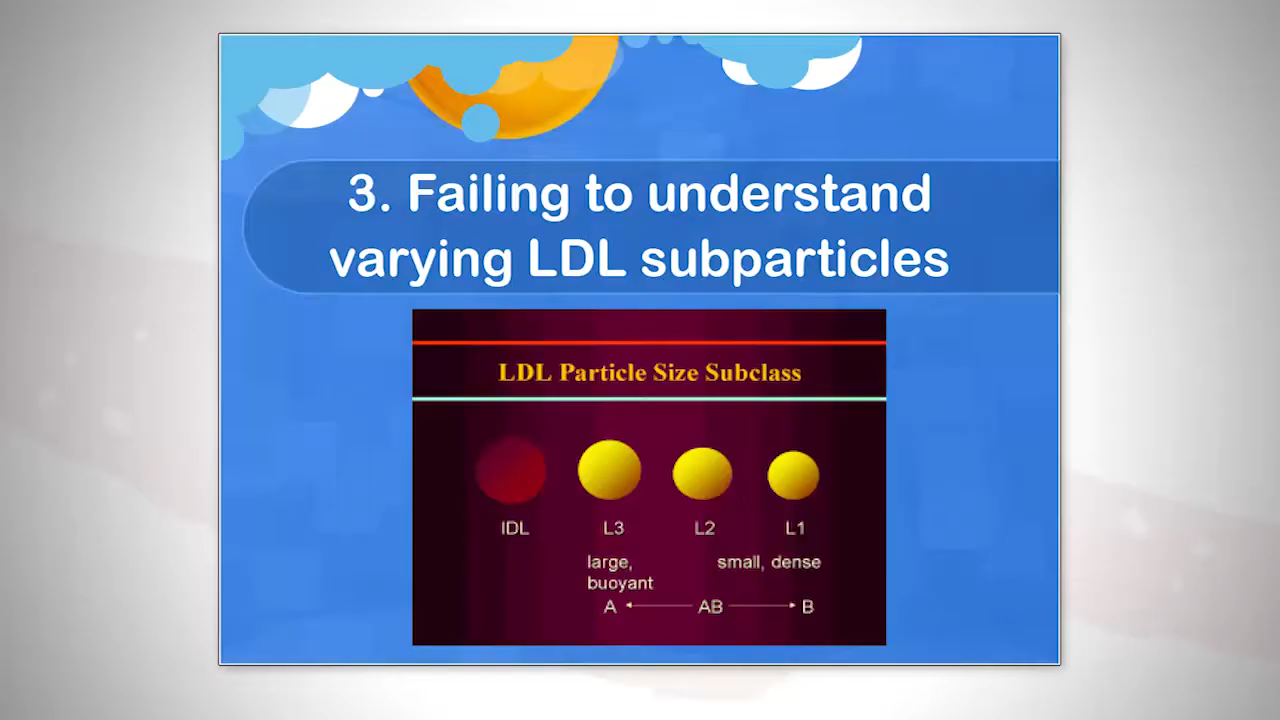 3. Failing to understand
varying LDL subparticles
LDL Particle Size Subclass
IDL L3 L2 L1
large, small, dense
buoyant
A AB B